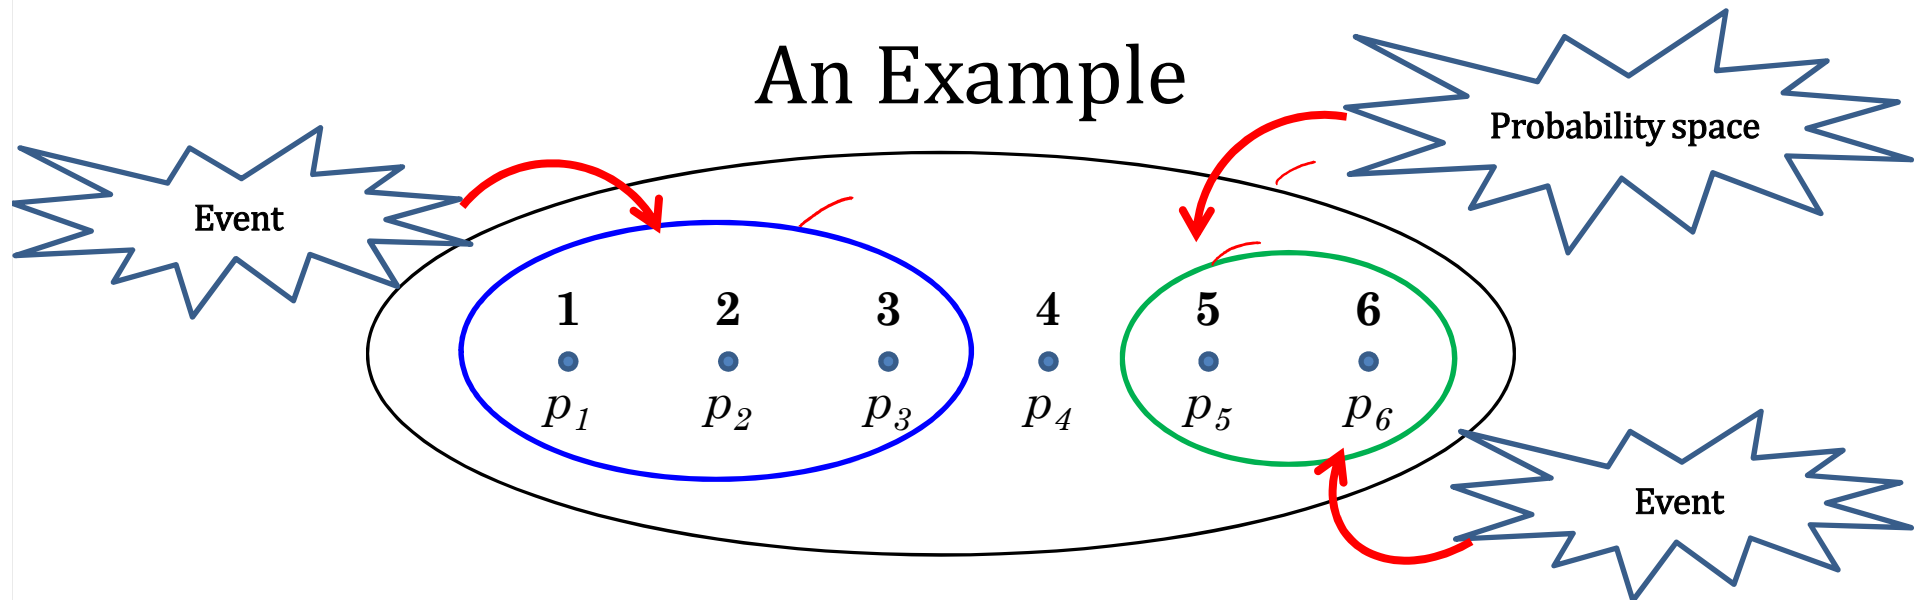 An Example
Probability space
Event
1 2 3 4 5 6
p1 p2 p3 p4 p5 p6
Event